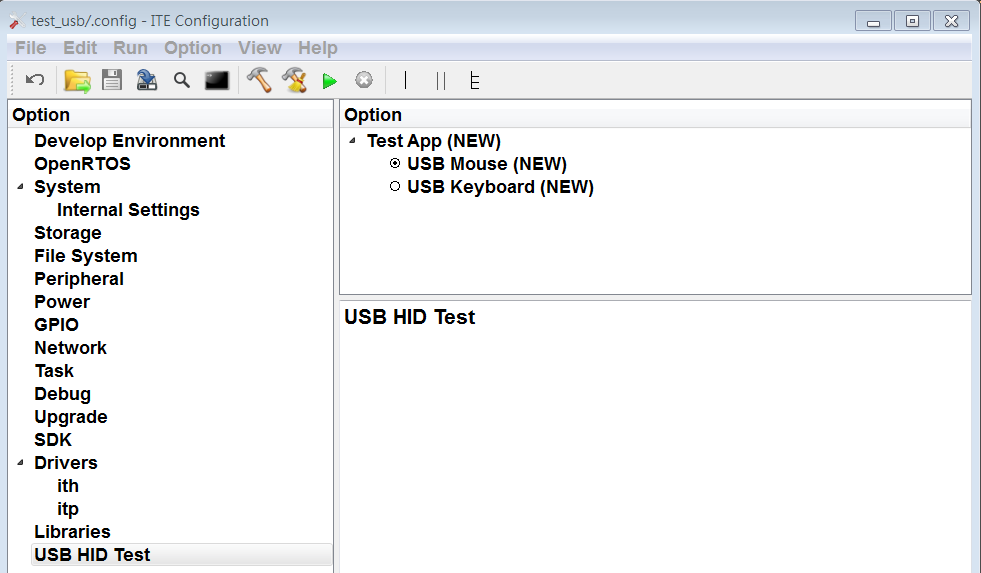 test_usb/.config - ITE Configuration
File Edit Run Option View Help
Option
Develop Environment
OpenRTOS
System
Internal Settings
Storage
File System
Peripheral
Power
GPIO
Network
Task
Debug
Upgrade
SDK
Drivers
ith
itp
Libraries
USB HID Test
Option
Test App (NEW)
USB Mouse (NEW)
USB Keyboard (NEW)
USB HID Test